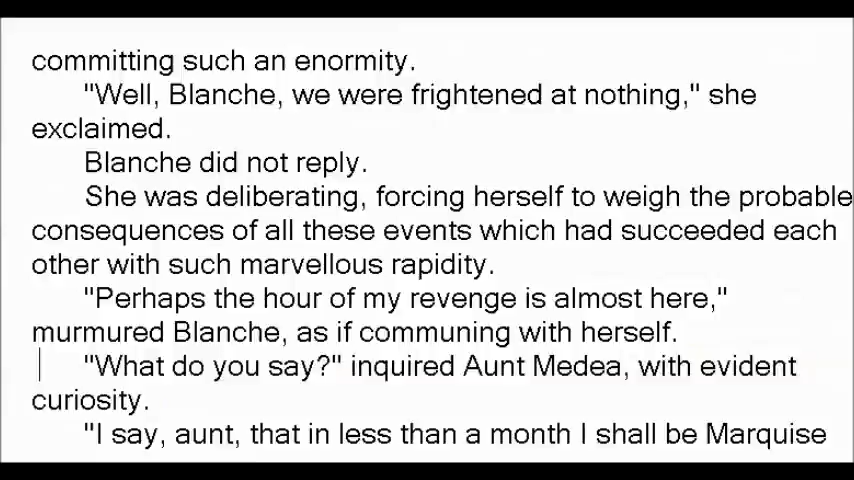 committing such an enormity.
"Well, Blanche, we were frightened at nothing," she
exclaimed.
Blanche did not reply.
She was deliberating, forcing herself to weigh the probable
consequences of all these events which had succeeded each
other with such marvellous rapidity.
"Perhaps the hour of my revenge is almost here,"
murmured Blanche, as if communing with herself.
"What do you say?" inquired Aunt Medea, with evident
curiosity.
"I say, aunt, that in less than a month I shall be Marquise